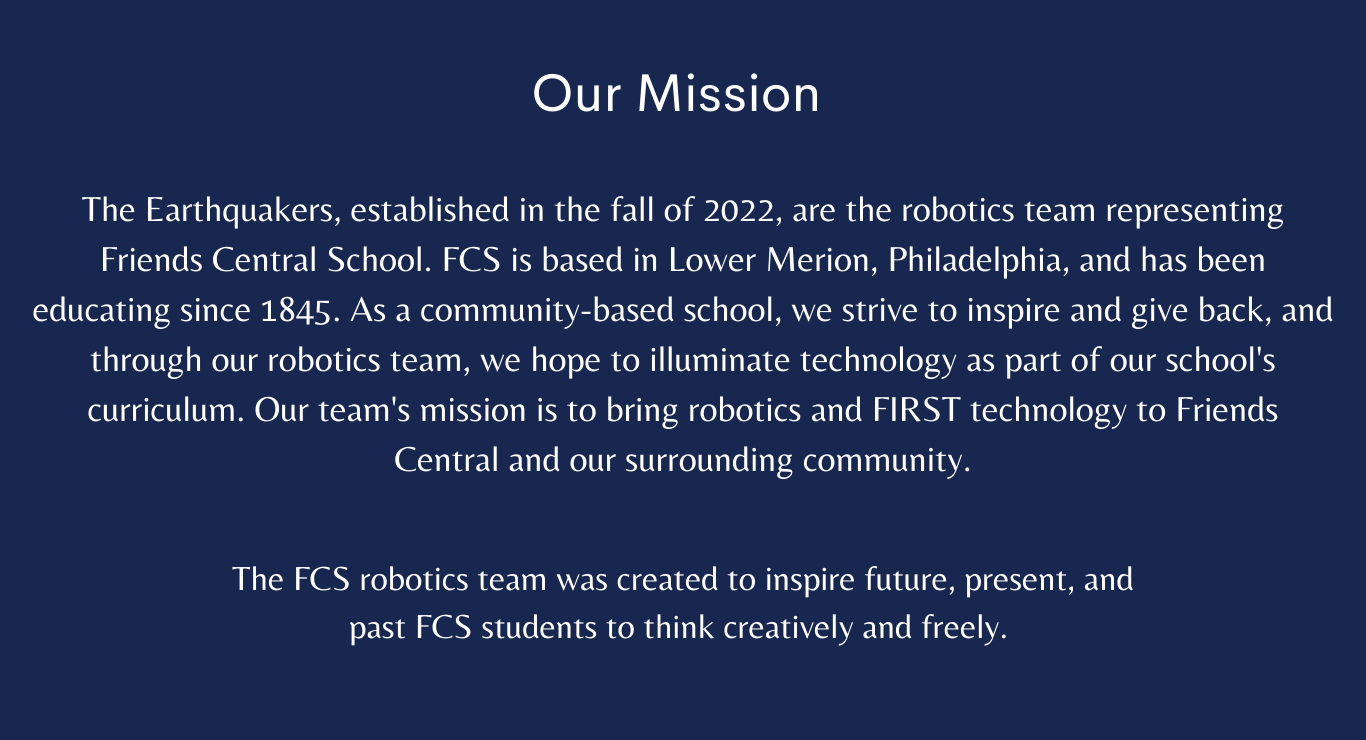 Our Mission
The Earthquakers, established in the fall of 2022, are the robotics team representing
Friends Central School. FCS is based in Lower Merion, Philadelphia, and has been
educating since 1845. As a community-based school, we strive to inspire and give back, and
through our robotics team, we hope to illuminate technology as part of our school's
curriculum. Our team's mission is to bring robotics and FIRST technology to Friends
Central and our surrounding community.
The FCS robotics team was created to inspire future, present, and
past FCS students to think creatively and freely.